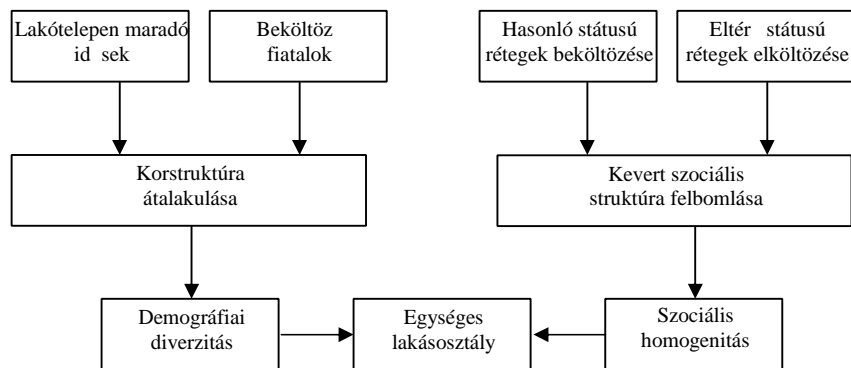 Lakótelepen maradó
id sek
Beköltöz
fiatalok
Hasonló státusú
rétegek beköltözése
Eltér státusú
rétegek elköltözése
Korstruktúra
átalakulása
Kevert szociális
struktúra felbomlása
Demográfiai
diverzitás
Egységes
lakásosztály
Szociális
homogenitás